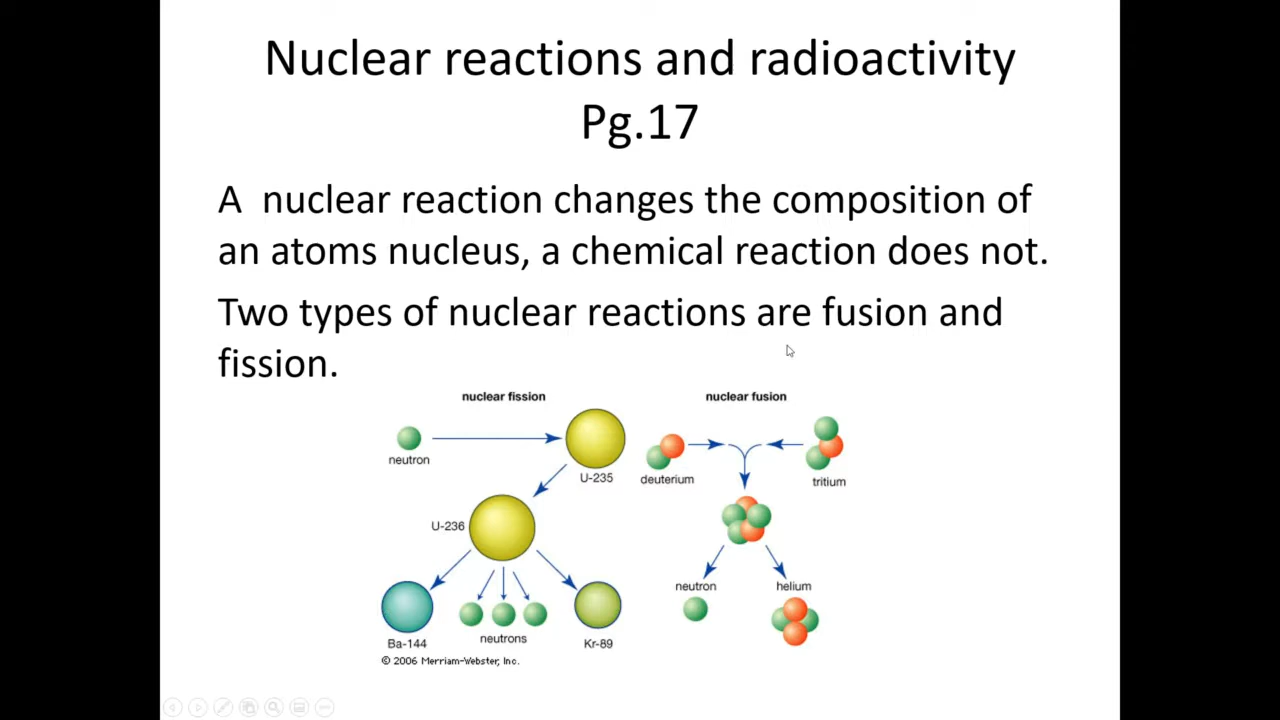 Nuclear reactions and radioactivity
Pg.17
A  nuclear reaction changes the composition of
an atoms nucleus, a chemical reaction does not.
Two types of nuclear reactions are fusion and
fission.
nuclear fission
neutron
U-235
U-236
Ba-144
neutrons
Kr-89
© 2006 Merriam-Webster, Inc.
nuclear fusion
deuterium
tritium
neutron
helium